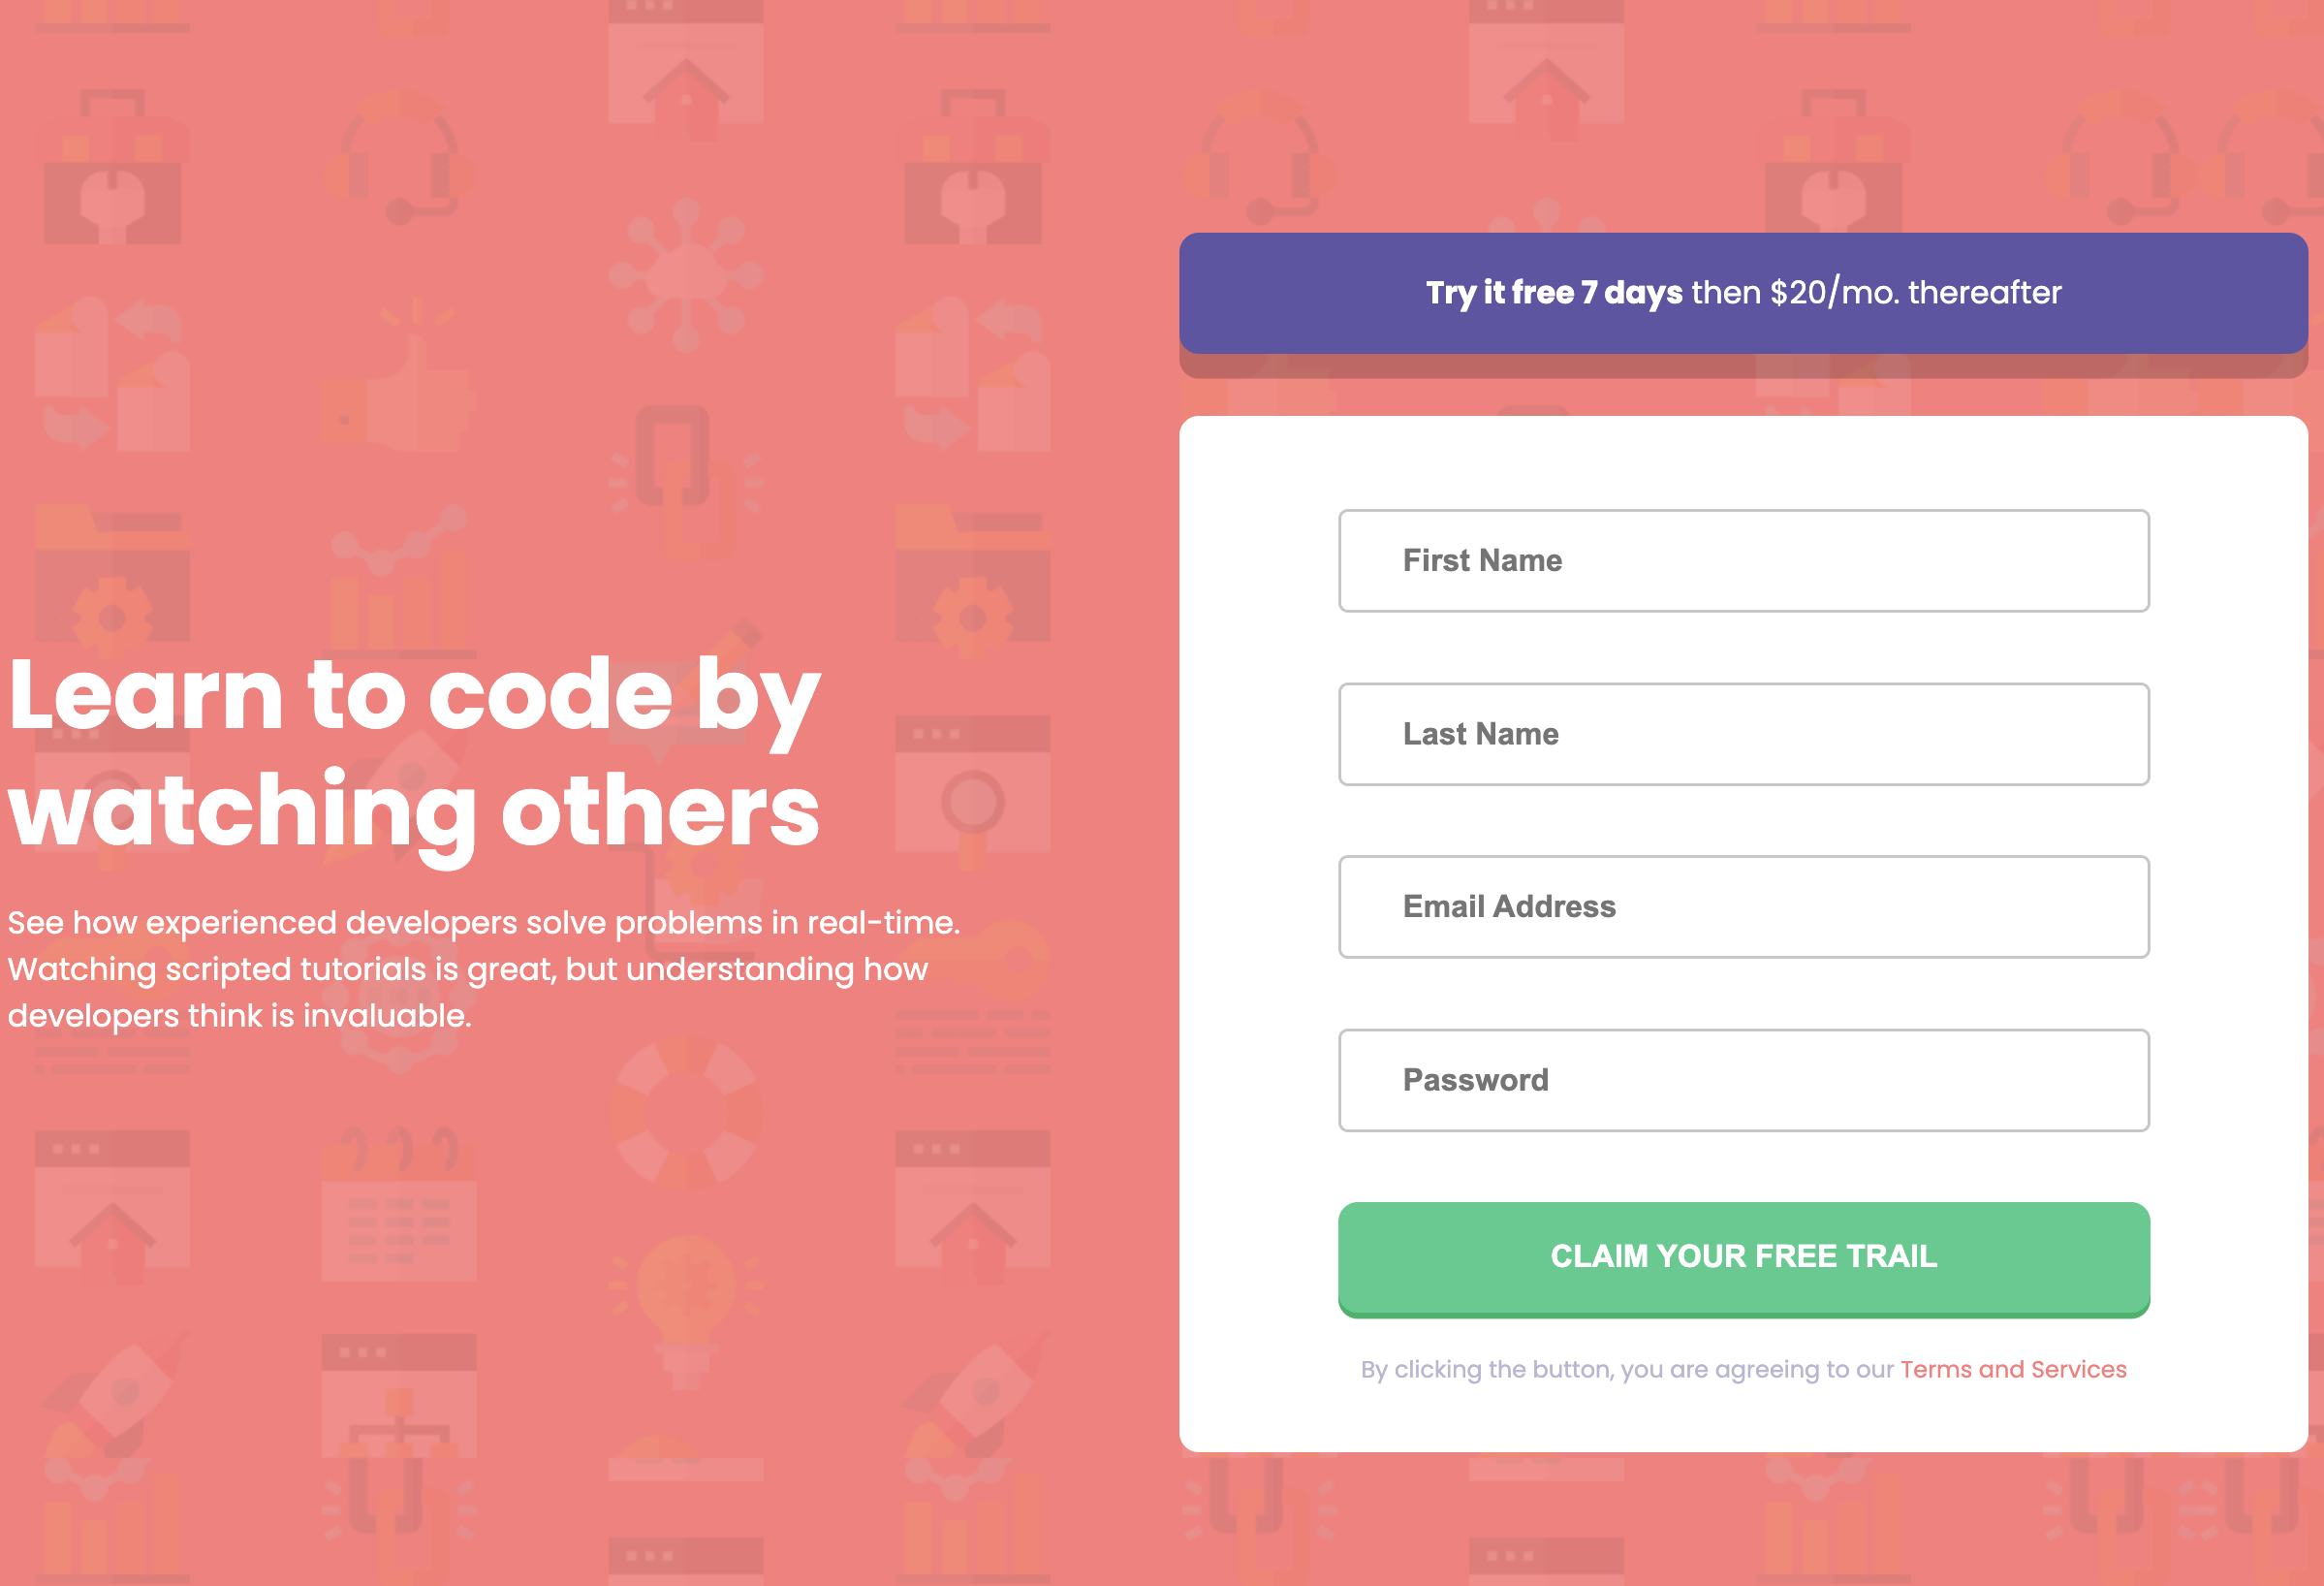 Learn to code by
watching others
See how experienced developers solve problems in real-time.
Watching scripted tutorials is great, but understanding how
developers think is invaluable.
Try it free 7 days then $20/mo. thereafter
First Name
Last Name
Email Address
Password
CLAIM YOUR FREE TRAIL
By clicking the button, you are agreeing to our Terms and Services